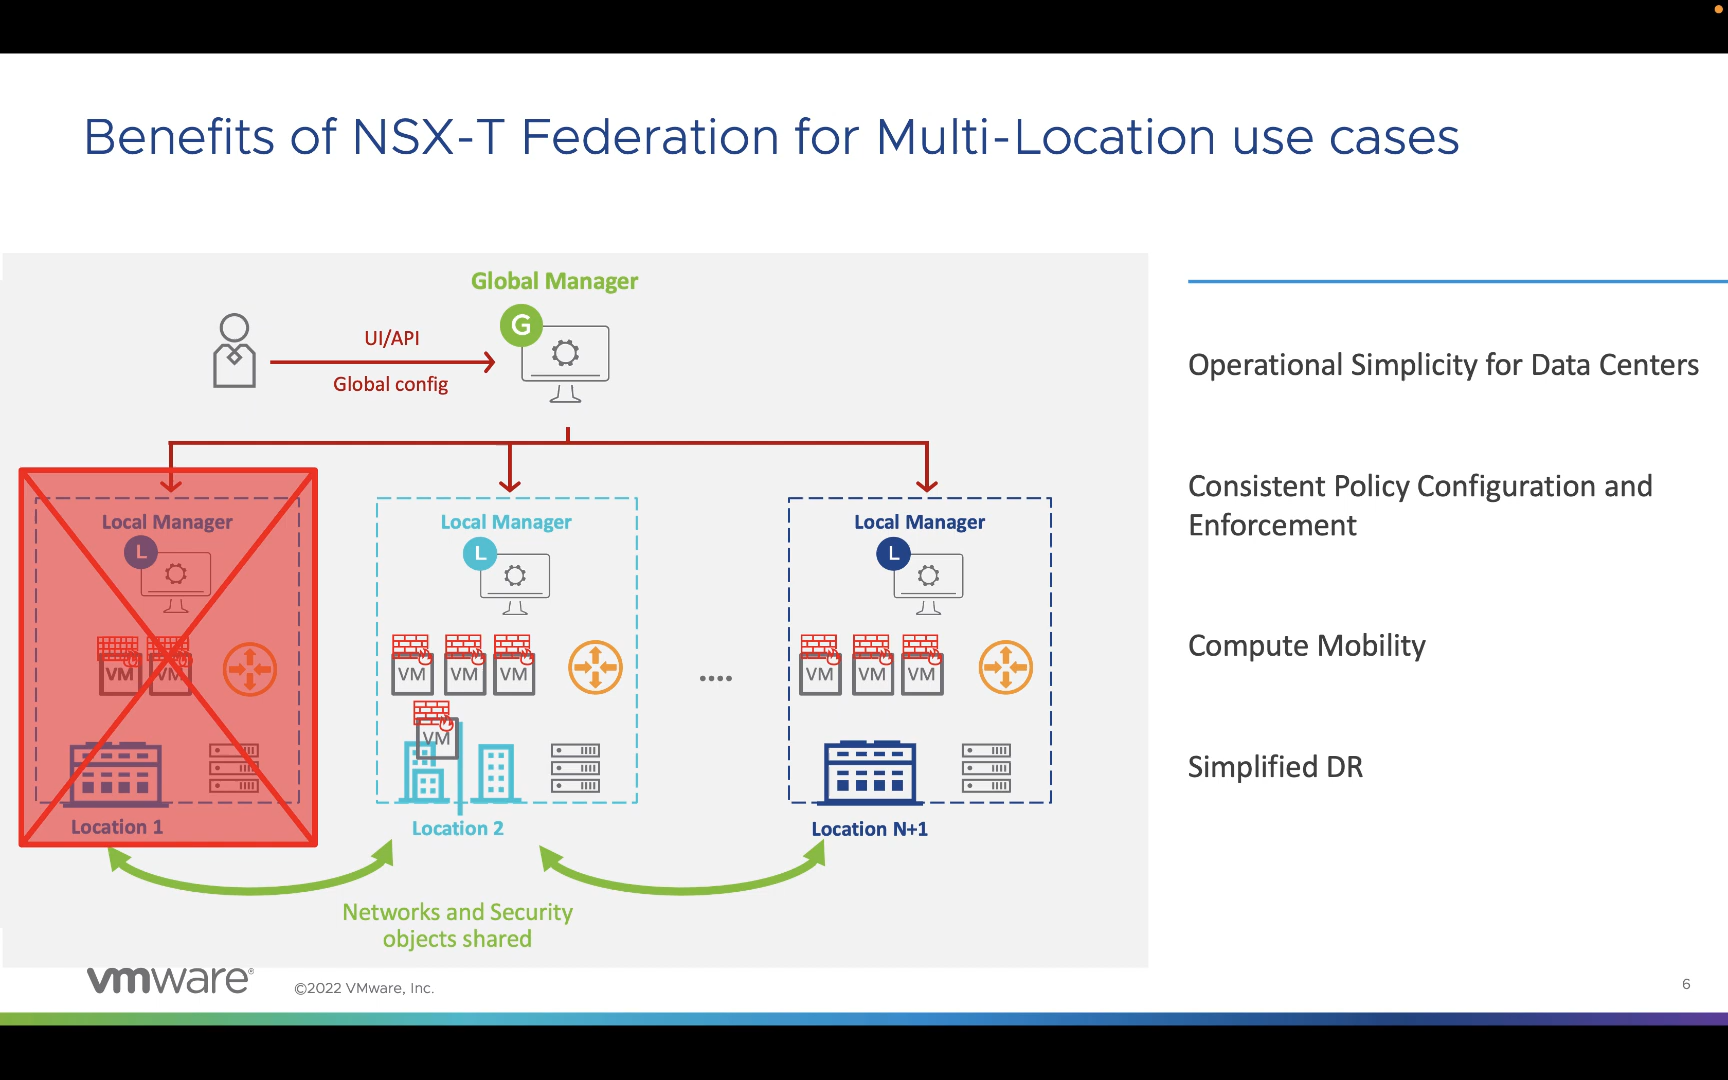 Benefits of NSX-T Federation for Multi-Location use cases
Global Manager
G
UI/API
Global config
Local Manager
L
VM VM
Location 1
Local Manager
L
VM VM VM
VM
Location 2
....
Local Manager
L
VM VM VM
Location N+1
Networks and Security
objects shared
Operational Simplicity for Data Centers
Consistent Policy Configuration and
Enforcement
Compute Mobility
Simplified DR
vmware®
©2022 VMware, Inc.
6